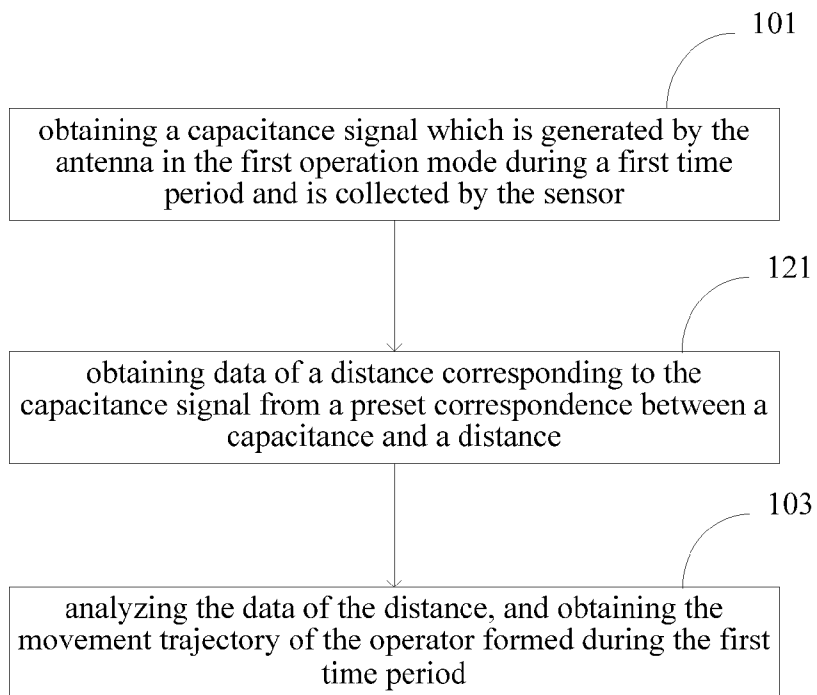 101
obtaining a capacitance signal which is generated by the
antenna in the first operation mode during a first time
period and is collected by the sensor
121
obtaining data of a distance corresponding to the
capacitance signal from a preset correspondence between a
capacitance and a distance
103
analyzing the data of the distance, and obtaining the
movement trajectory of the operator formed during the first
time period